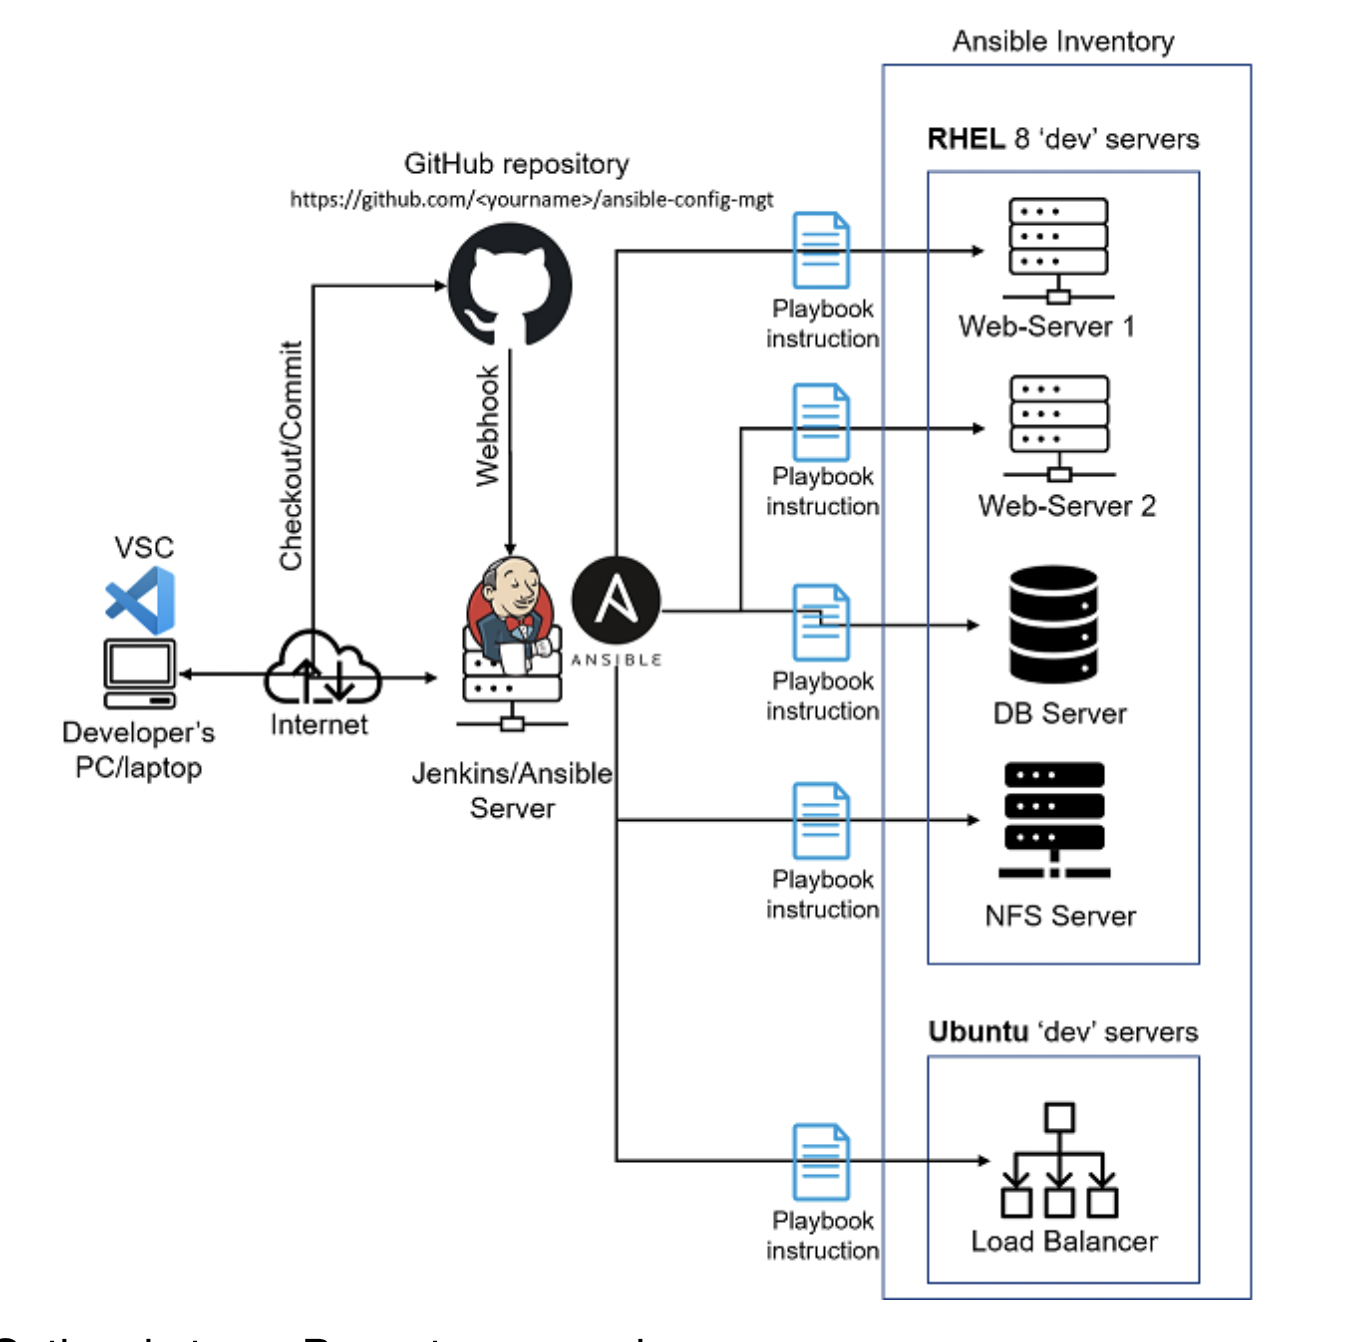 Ansible Inventory
RHEL 8 ‘dev’ servers
GitHub repository
https://github.com/<yourname>/ansible-config-mgt
Playbook
instruction
Web-Server 1
Checkout/Commit
Webhook
Playbook
instruction
Web-Server 2
VSC
ANSIBLE
Playbook
instruction
DB Server
Internet
Developer’s
PC/laptop
Jenkins/Ansible
Server
Playbook
instruction
NFS Server
Ubuntu ‘dev’ servers
Playbook
instruction
Load Balancer